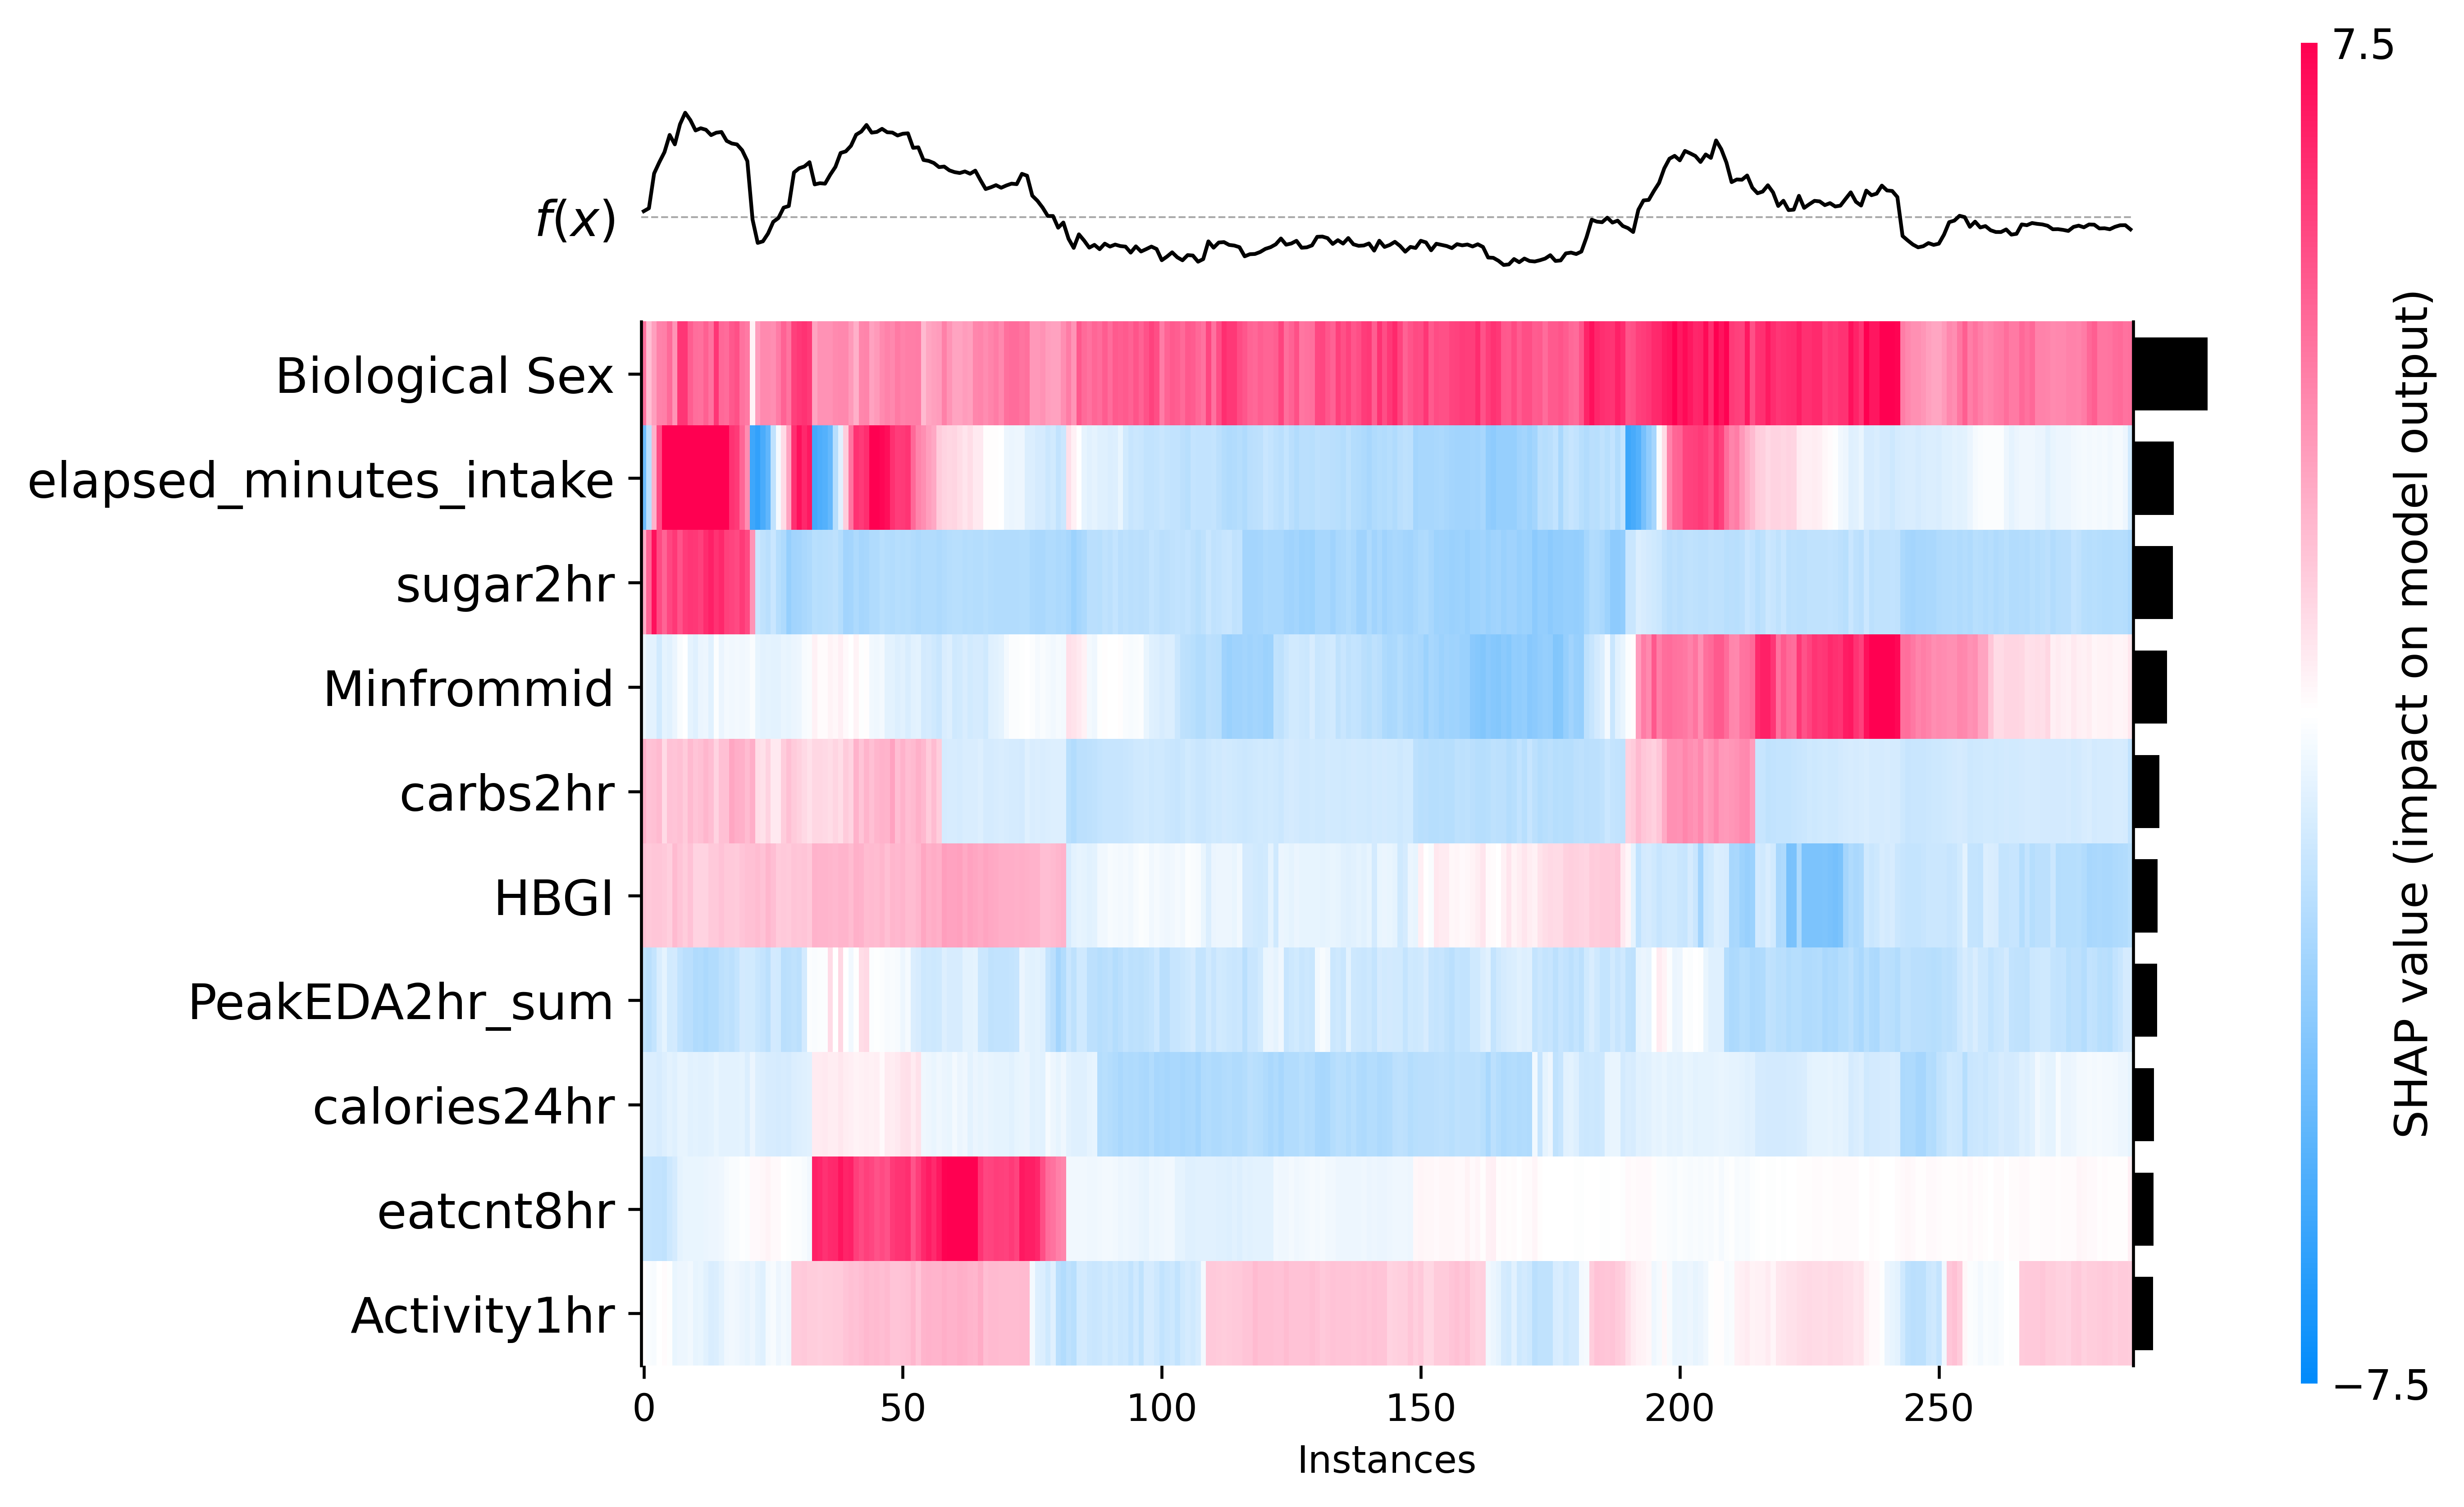 7.5
f(x)
Biological Sex
elapsed_minutes_intake
sugar2hr
Minfrommid
carbs2hr
HBGI
PeakEDA2hr_sum
calories24hr
eatcnt8hr
Activity1hr
0 50 100 150 200 250
Instances
SHAP value (impact on model output)
−7.5